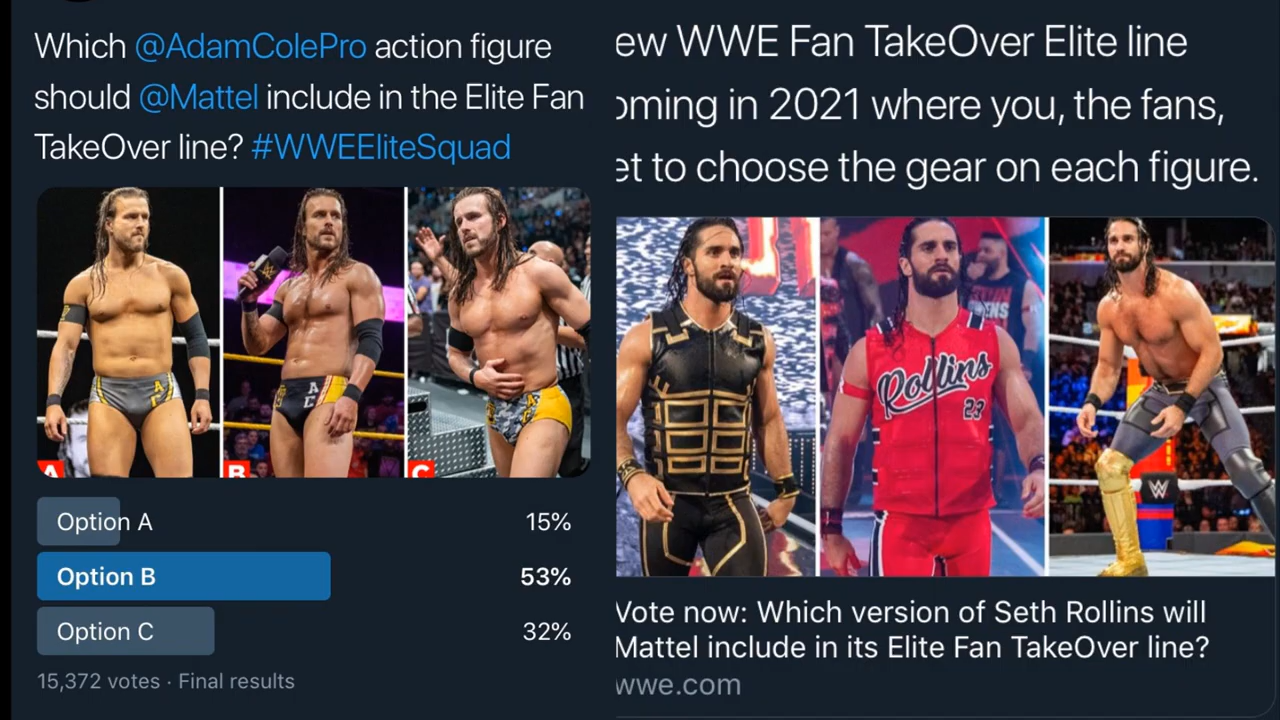 Which @AdamColePro action figure
should @Mattel include in the Elite Fan
TakeOver line? #WWEEliteSquad
A
B
C
A
C
Option A 15%
Option B 53%
Option C 32%
15,372 votes · Final results
ew WWE Fan TakeOver Elite line
oming in 2021 where you, the fans,
et to choose the gear on each figure.
Rollins
23
W
Vote now: Which version of Seth Rollins will
Mattel include in its Elite Fan TakeOver line?
wwe.com